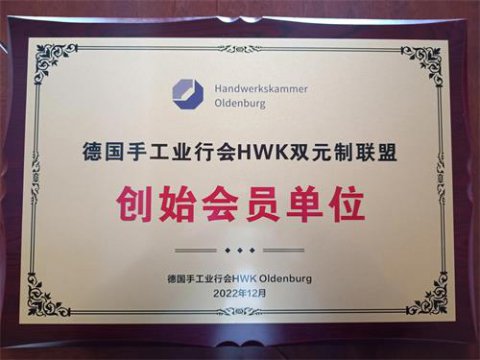 Handwerkskammer
Oldenburg
德国手工业行会HWK双元制联盟
创始会员单位
德国手工业行会HWK Oldenburg
2022年12月